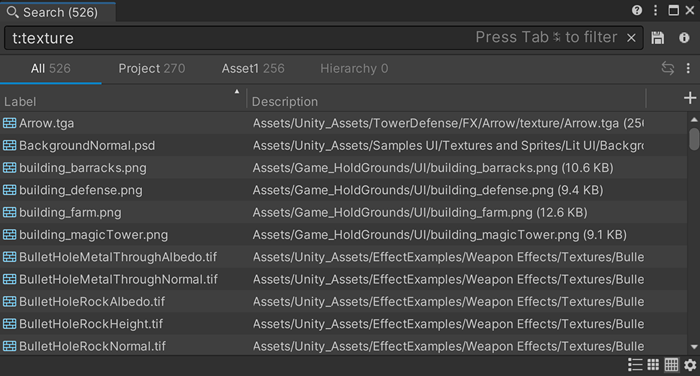 Search (526)
t:texture Press Tab to filter
All 526 Project 270 Asset1 256 Hierarchy 0
Label Description
Arrow.tga Assets/Unity_Assets/TowerDefense/FX/Arrow/texture/Arrow.tga (256
BackgroundNormal.psd Assets/Unity_Assets/Samples UI/Textures and Sprites/Lit UI/Backgro
building_barracks.png Assets/Game_HoldGrounds/UI/building_barracks.png (10.6 KB)
building_defense.png Assets/Game_HoldGrounds/UI/building_defense.png (9.4 KB)
building_farm.png Assets/Game_HoldGrounds/UI/building_farm.png (12.6 KB)
building_magicTower.png Assets/Game_HoldGrounds/UI/building_magicTower.png (9.1 KB)
BulletHoleMetalThroughAlbedo.tif Assets/Unity_Assets/EffectExamples/Weapon Effects/Textures/Bulle
BulletHoleMetalThroughNormal.tif Assets/Unity_Assets/EffectExamples/Weapon Effects/Textures/Bulle
BulletHoleRockAlbedo.tif Assets/Unity_Assets/EffectExamples/Weapon Effects/Textures/Bulle
BulletHoleRockHeight.tif Assets/Unity_Assets/EffectExamples/Weapon Effects/Textures/Bulle
BulletHoleRockNormal.tif Assets/Unity_Assets/EffectExamples/Weapon Effects/Textures/Bulle